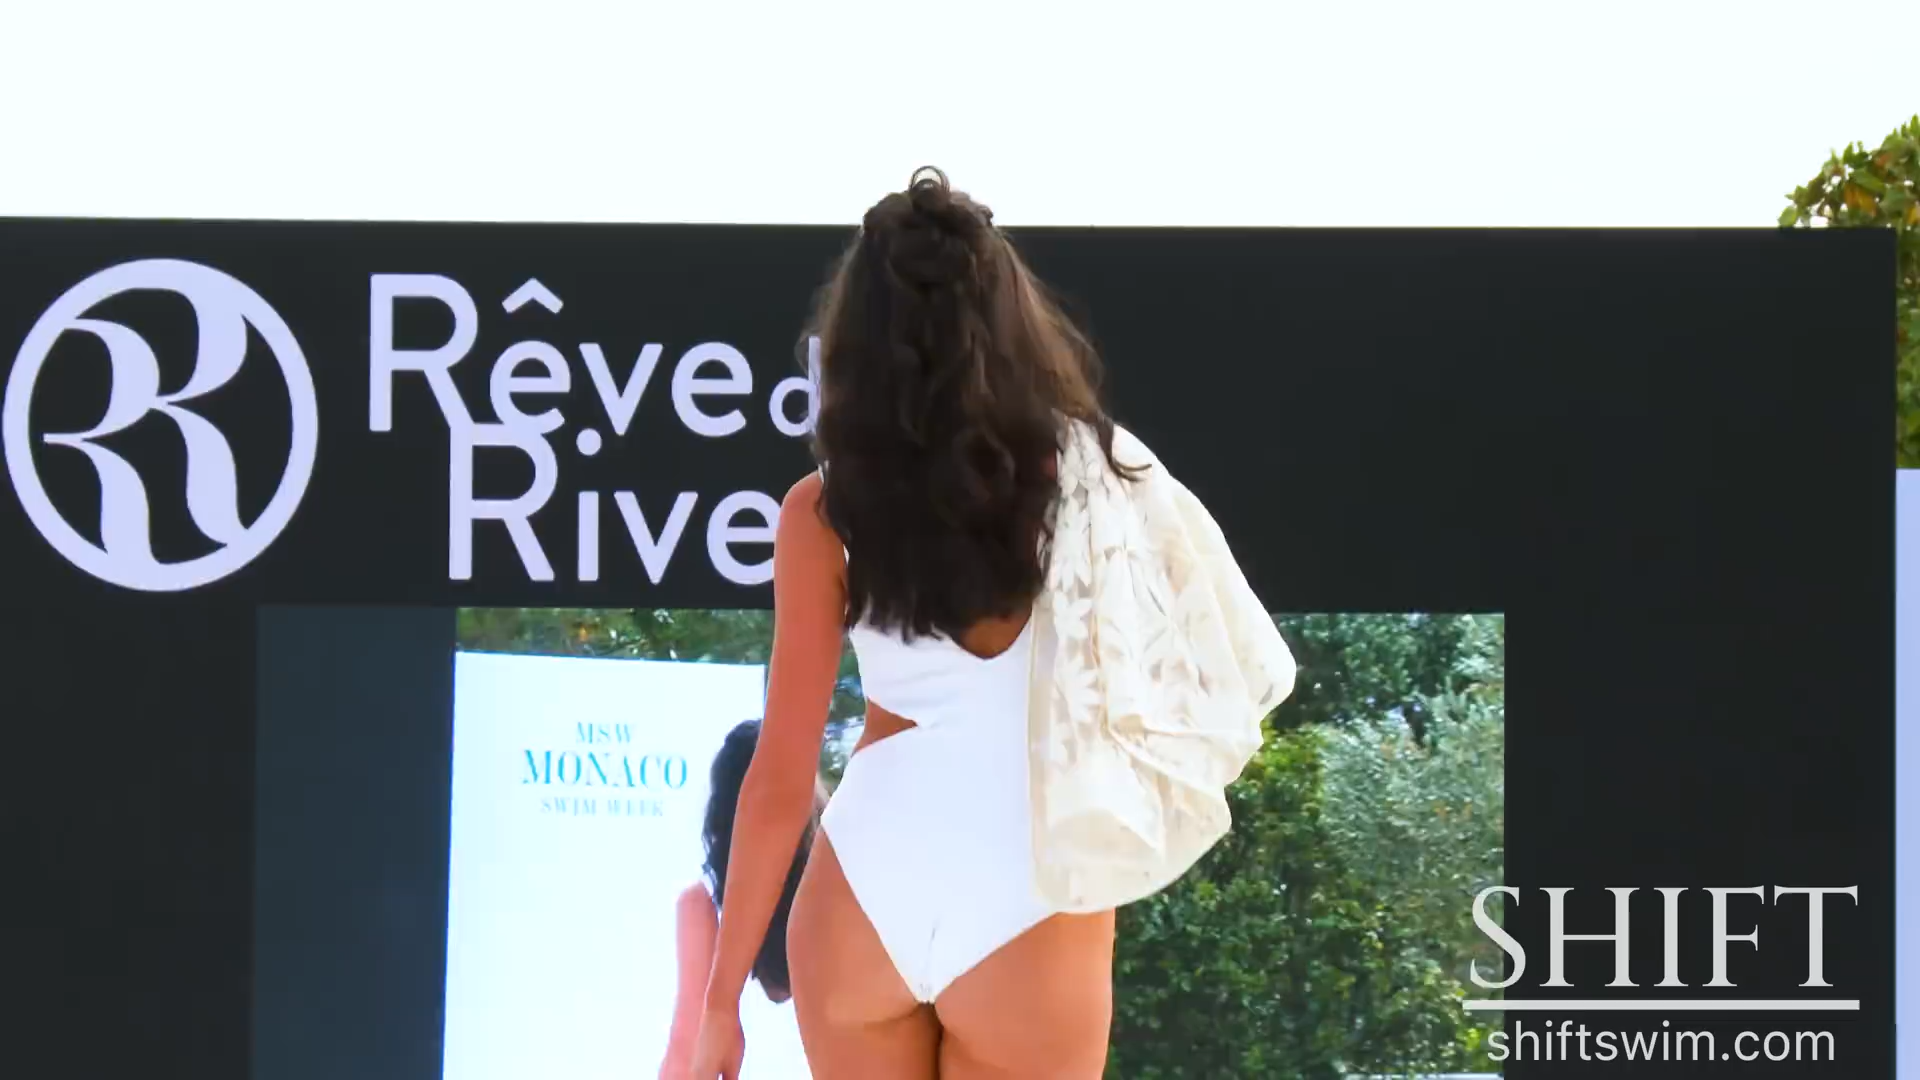 Rêve d
Rive
MSW
MONACO
SWIM WEEK
SHIFT
shiftswim.com